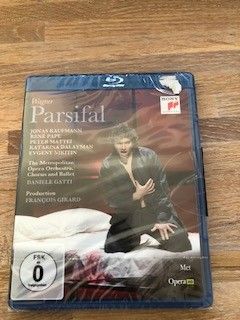 Blu-ray Disc
Wagner
Parsifal
SONY
JONAS KAUFMANN
RENÉ PAPE
PETER MATTEI
KATARINA DALAYMAN
EVGENY NIKITIN
The Metropolitan
Opera Orchestra,
Chorus and Ballet
DANIELE GATTI
Production
FRANÇOIS GIRARD
FSK
0
Met
Opera HD